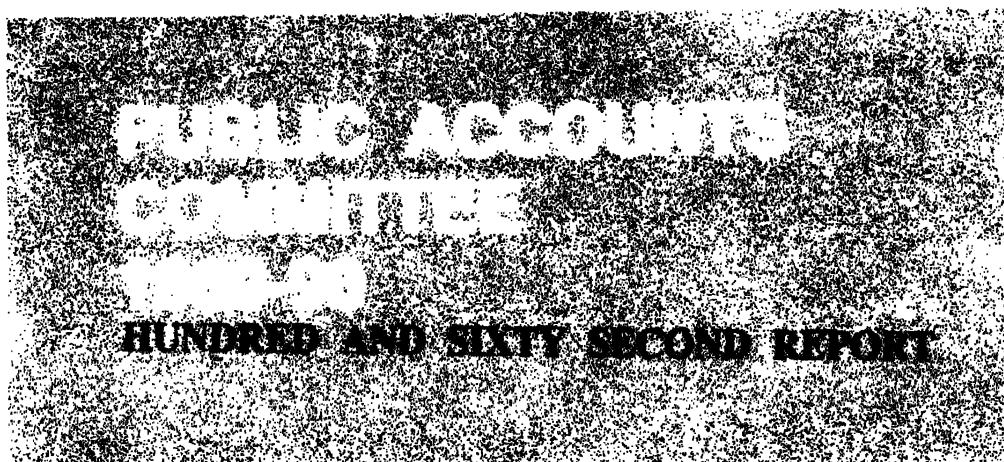 PUBLIC ACCOUNTS
COMMITTEE
HUNDRED AND SIXTY SECOND REPORT